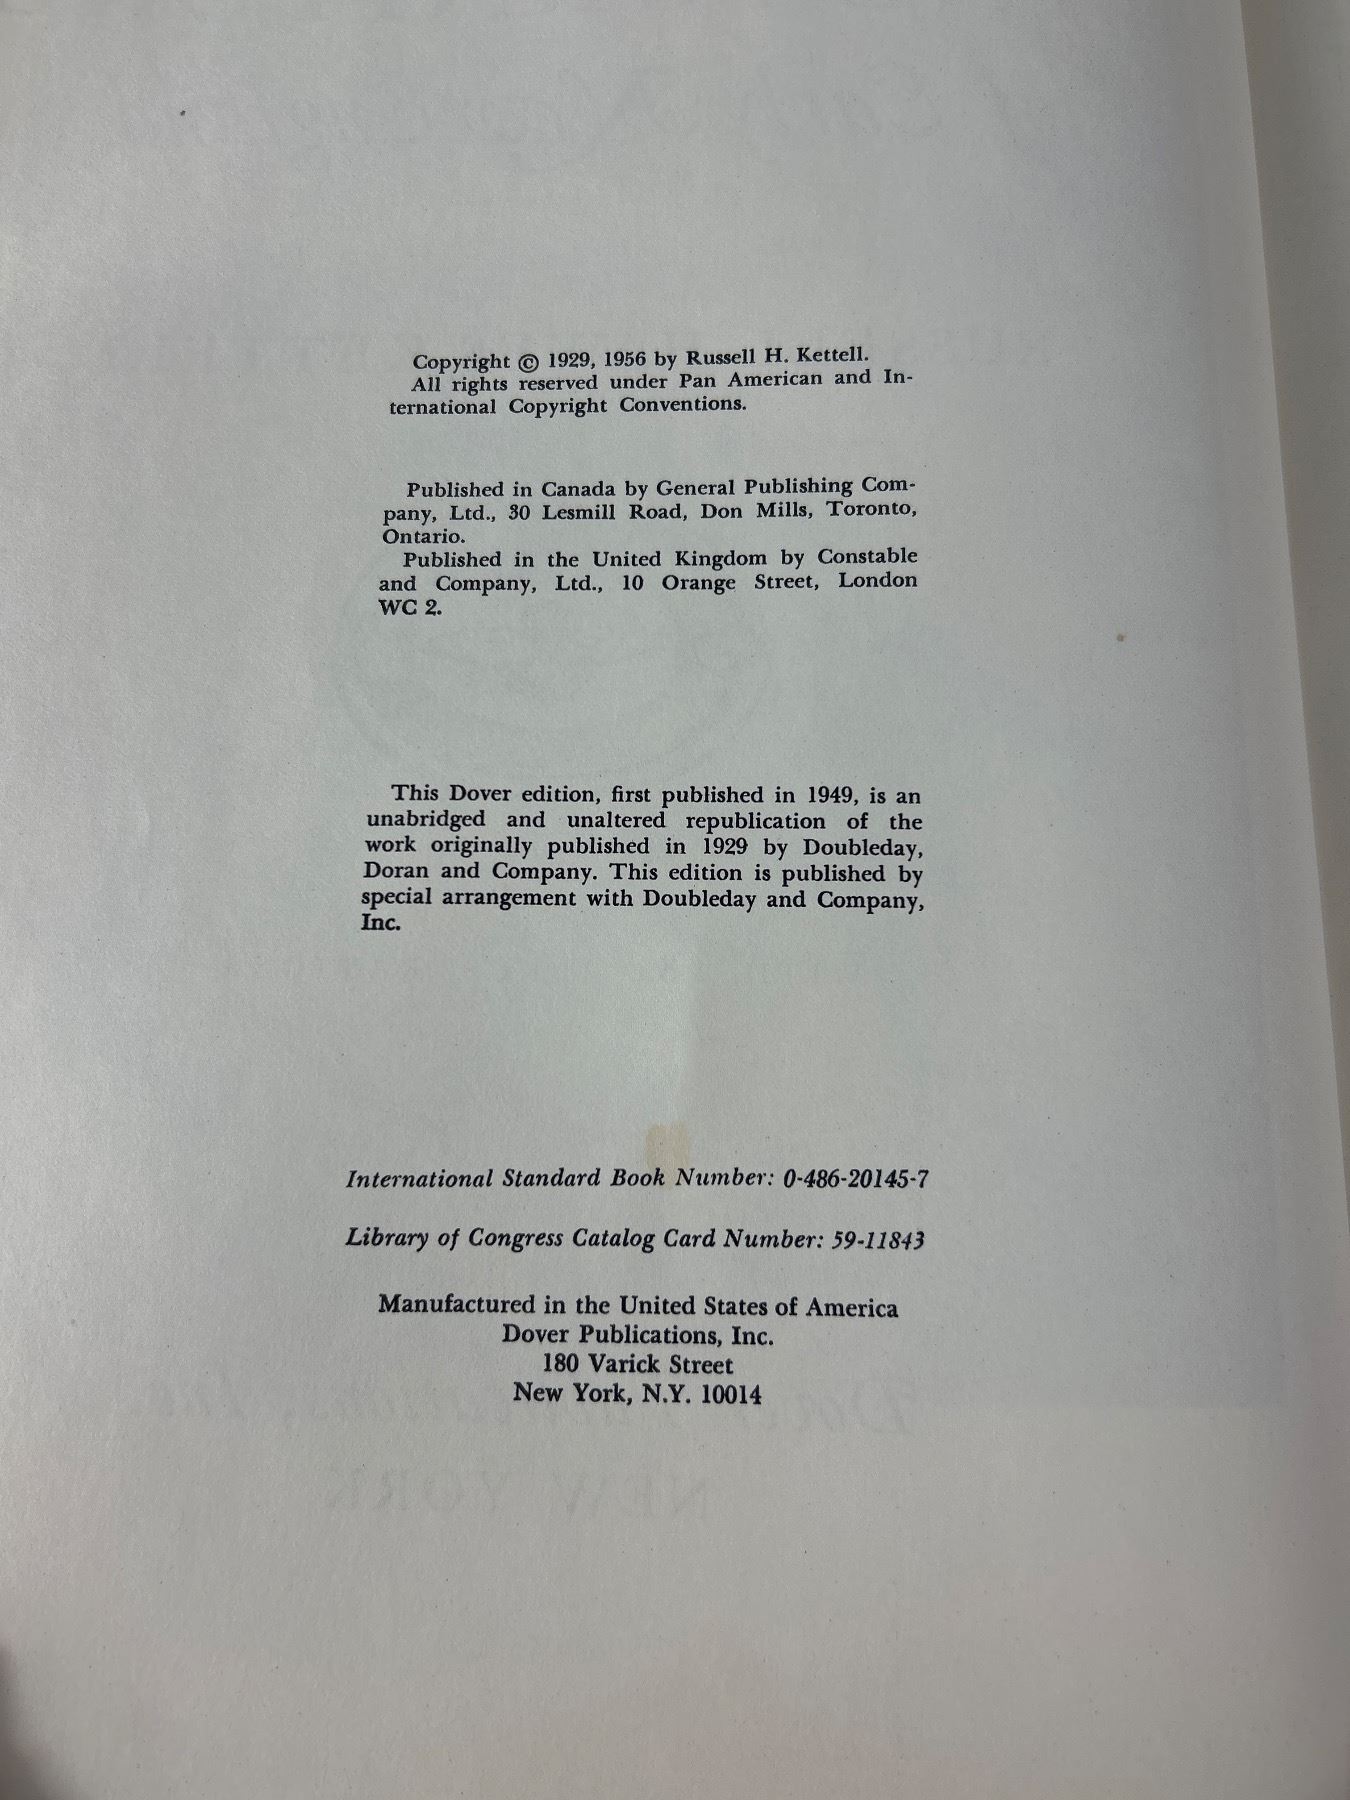 Copyright © 1929, 1956 by Russell H. Kettell.
All rights reserved under Pan American and In-
ternational Copyright Conventions.
Published in Canada by General Publishing Com-
pany, Ltd., 30 Lesmill Road, Don Mills, Toronto,
Ontario.
Published in the United Kingdom by Constable
and Company, Ltd., 10 Orange Street, London
WC 2.
This Dover edition, first published in 1949, is an
unabridged and unaltered republication of the
work originally published in 1929 by Doubleday,
Doran and Company. This edition is published by
special arrangement with Doubleday and Company,
Inc.
International Standard Book Number: 0-486-20145-7
Library of Congress Catalog Card Number: 59-11843
Manufactured in the United States of America
Dover Publications, Inc.
180 Varick Street
New York, N.Y. 10014
NEW YORK